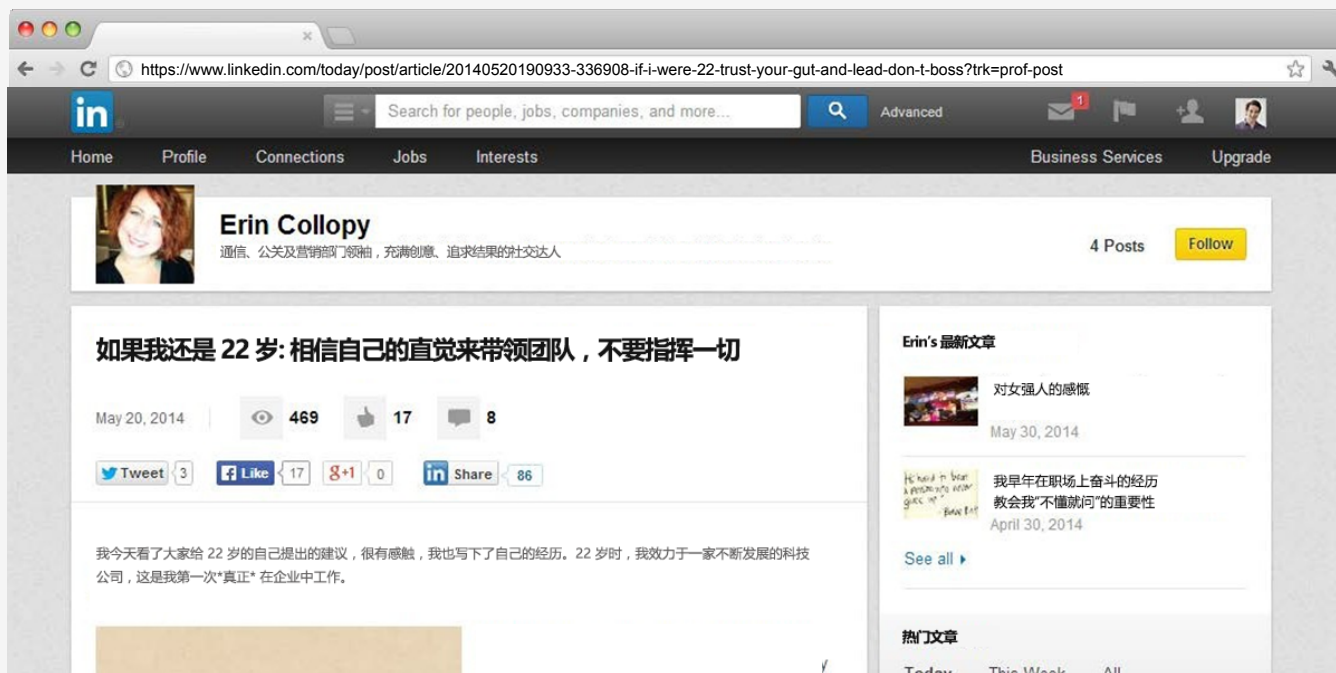 https://www.linkedin.com/today/post/article/20140520190933-336908-if-i-were-22-trust-your-gut-and-lead-don-t-boss?trk=prof-post
in
Search for people, jobs, companies, and more...
Advanced
1
Home Profile Connections Jobs Interests Business Services Upgrade
Erin Collopy
通信、公关及营销部门领袖，充满创意、追求结果的社交达人
4 Posts
Follow
如果我还是 22 岁: 相信自己的直觉来带领团队，不要指挥一切
May 20, 2014
469
17
8
Tweet 3
Like 17
g+1 0
in Share 86
我今天看了大家给 22 岁的自己提出的建议，很有感触，我也写下了自己的经历。22 岁时，我效力于一家不断发展的科技
公司，这是我第一次*真正* 在企业中工作。
Erin's 最新文章
对女强人的感慨
May 30, 2014
我早年在职场上奋斗的经历
教会我“不懂就问”的重要性
April 30, 2014
See all
热门文章
Today This Week All